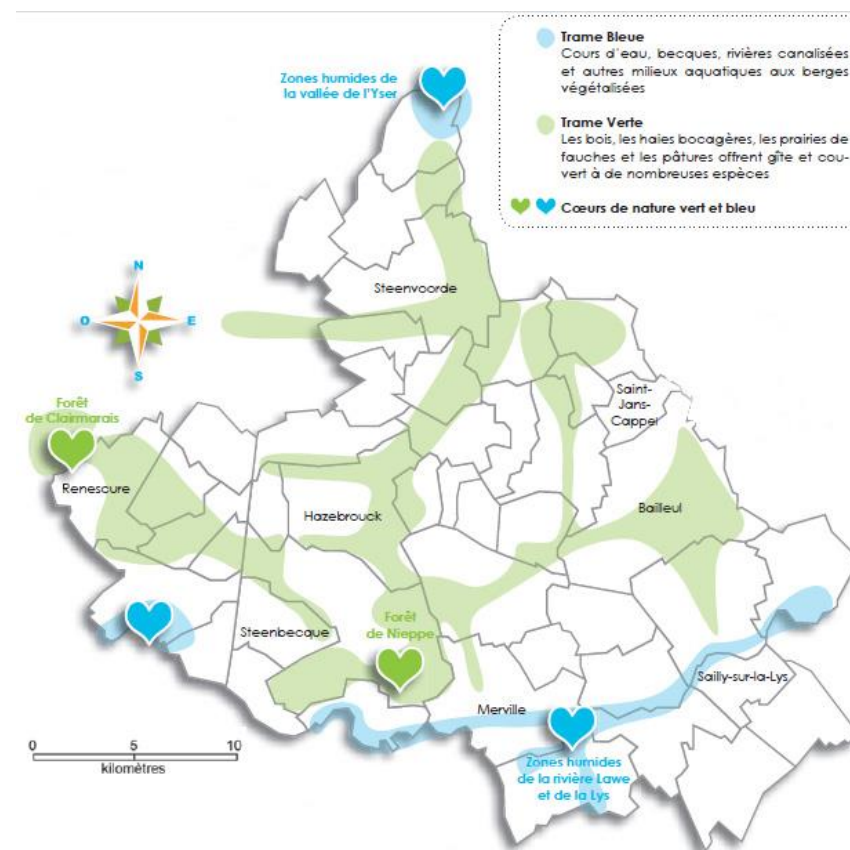 Trame Bleue
Cours d'eau, becques, rivières canalisées
et autres milieux aquatiques aux berges
végétalisées
Trame Verte
Les bois, les haies bocagères, les prairies de
fauches et les pâtures offrent gîte et cou-
vert à de nombreuses espèces
Cœurs de nature vert et bleu
Zones humides de
la vallée de l'Yser
Steenvoorde
N
O
E
S
Forêt
de Clairmarais
Saint-
Jans-
Cappel
Renescure
Hazebrouck
Bailleul
Steenbecque
Forêt
de Nieppe
Sailly-sur-la-Lys
Merville
0 5 10
kilomètres
Zones humides
de la rivière Lawe
et de la Lys